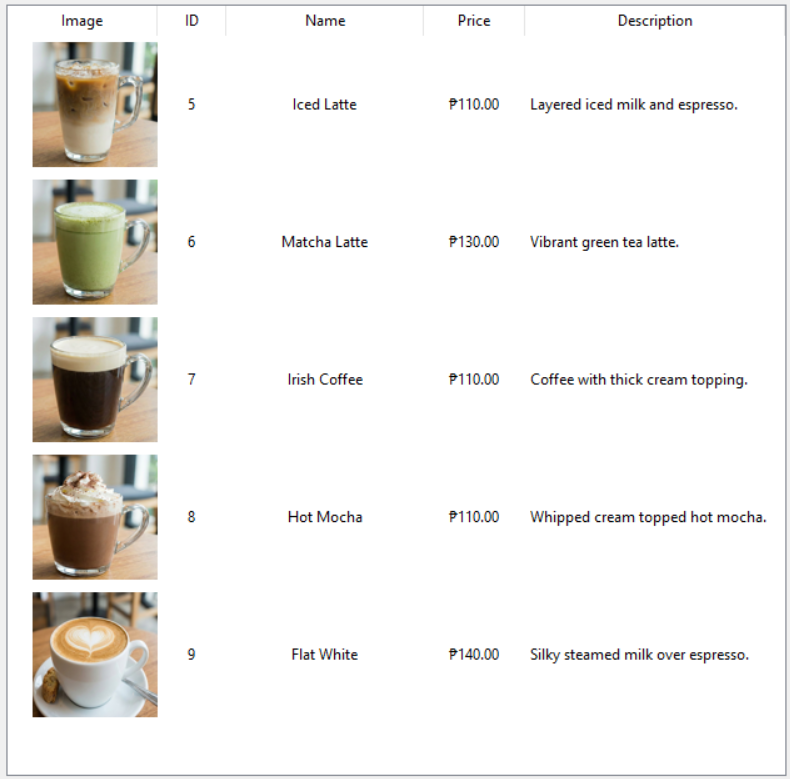 Image ID Name Price Description
5 Iced Latte ₱110.00 Layered iced milk and espresso.
6 Matcha Latte ₱130.00 Vibrant green tea latte.
7 Irish Coffee ₱110.00 Coffee with thick cream topping.
8 Hot Mocha ₱110.00 Whipped cream topped hot mocha.
9 Flat White ₱140.00 Silky steamed milk over espresso.